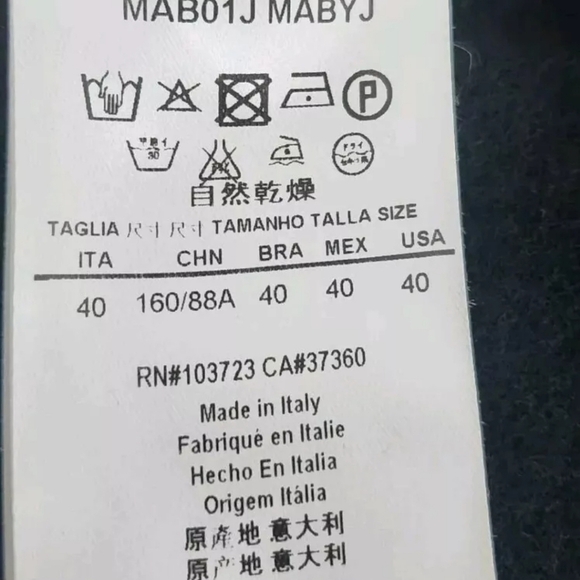 MAB01J MABYJ
P
30
自然乾燥
TAGLIA 尺寸 尺寸 TAMANHO TALLA SIZE
ITA CHN BRA MEX USA
40 160/88A 40 40 40
RN#103723 CA#37360
Made in Italy
Fabriqué en Italie
Hecho En Italia
Origem Itália
原產地 意大利
原产地 意大利